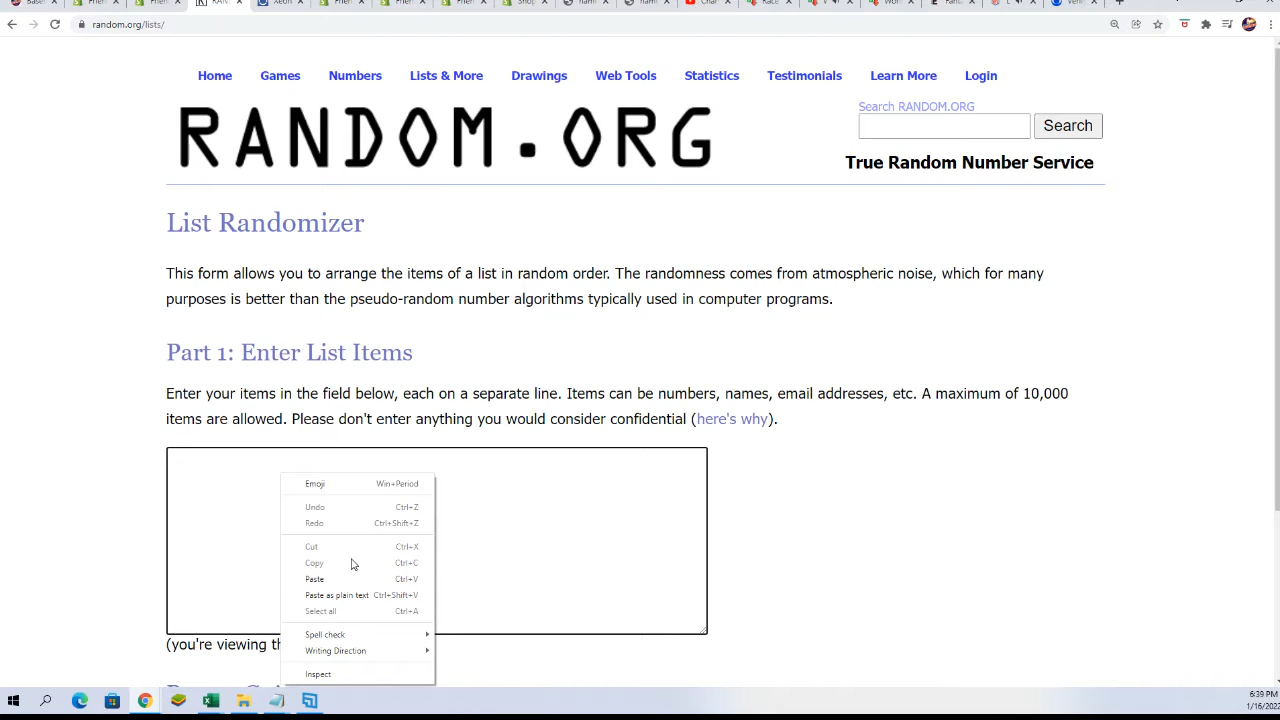 random.org/lists/
Home Games Numbers Lists & More Drawings Web Tools Statistics Testimonials Learn More Login
RANDOM.ORG
Search RANDOM.ORG
Search
True Random Number Service
List Randomizer
This form allows you to arrange the items of a list in random order. The randomness comes from atmospheric noise, which for many
purposes is better than the pseudo-random number algorithms typically used in computer programs.
Part 1: Enter List Items
Enter your items in the field below, each on a separate line. Items can be numbers, names, email addresses, etc. A maximum of 10,000
items are allowed. Please don't enter anything you would consider confidential (here's why).
Emoji Win+Period
Undo Ctrl+Z
Redo Ctrl+Shift+Z
Cut Ctrl+X
Copy Ctrl+C
Paste Ctrl+V
Paste as plain text Ctrl+Shift+V
Select all Ctrl+A
Spell check
(you're viewing
Writing Direction
Inspect
6:39 PM